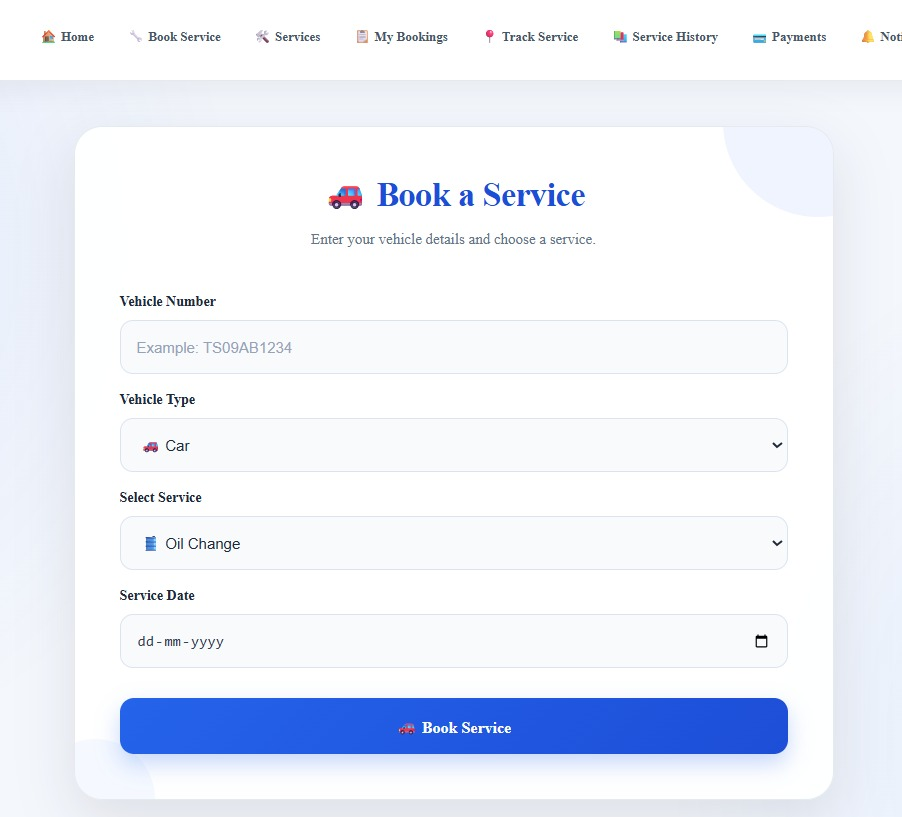 Home Book Service Services My Bookings Track Service Service History Payments
Book a Service
Enter your vehicle details and choose a service.
Vehicle Number
Example: TS09AB1234
Vehicle Type
Car
Select Service
Oil Change
Service Date
dd-mm-yyyy
Book Service